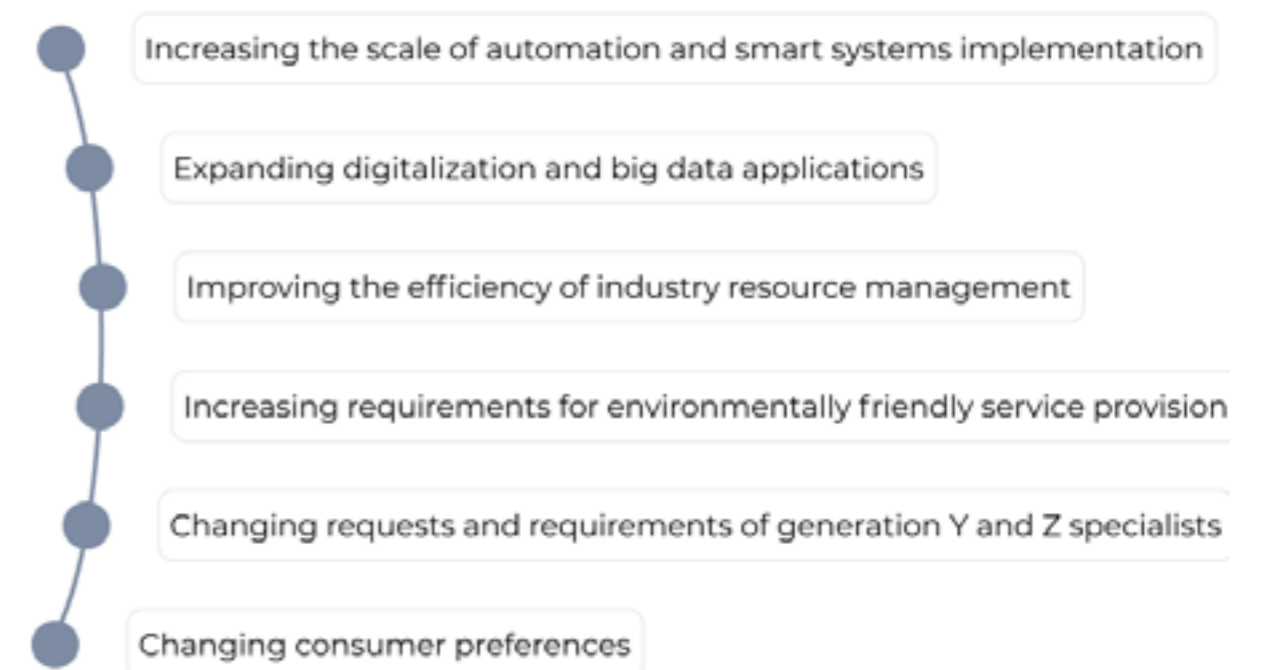 Increasing the scale of automation and smart systems implementation
Expanding digitalization and big data applications
Improving the efficiency of industry resource management
Increasing requirements for environmentally friendly service provision
Changing requests and requirements of generation Y and Z specialists
Changing consumer preferences